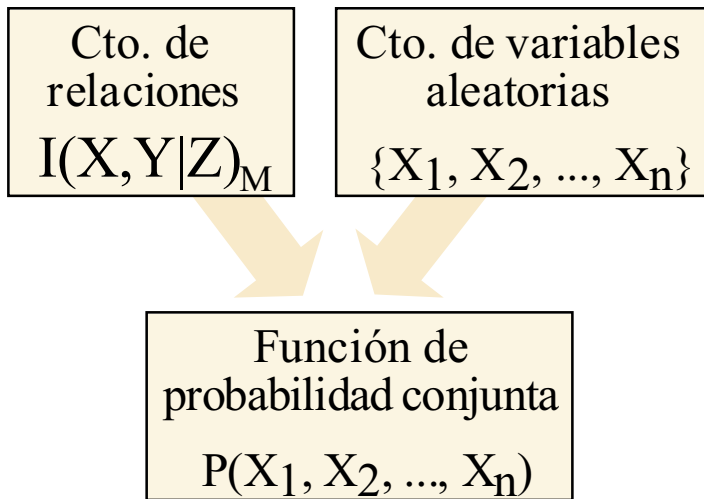 Cto. de
relaciones
I(X,Y|Z)M
Cto. de variables
aleatorias
{X1, X2, ..., Xn}
Función de
probabilidad conjunta
P(X1, X2, ..., Xn)